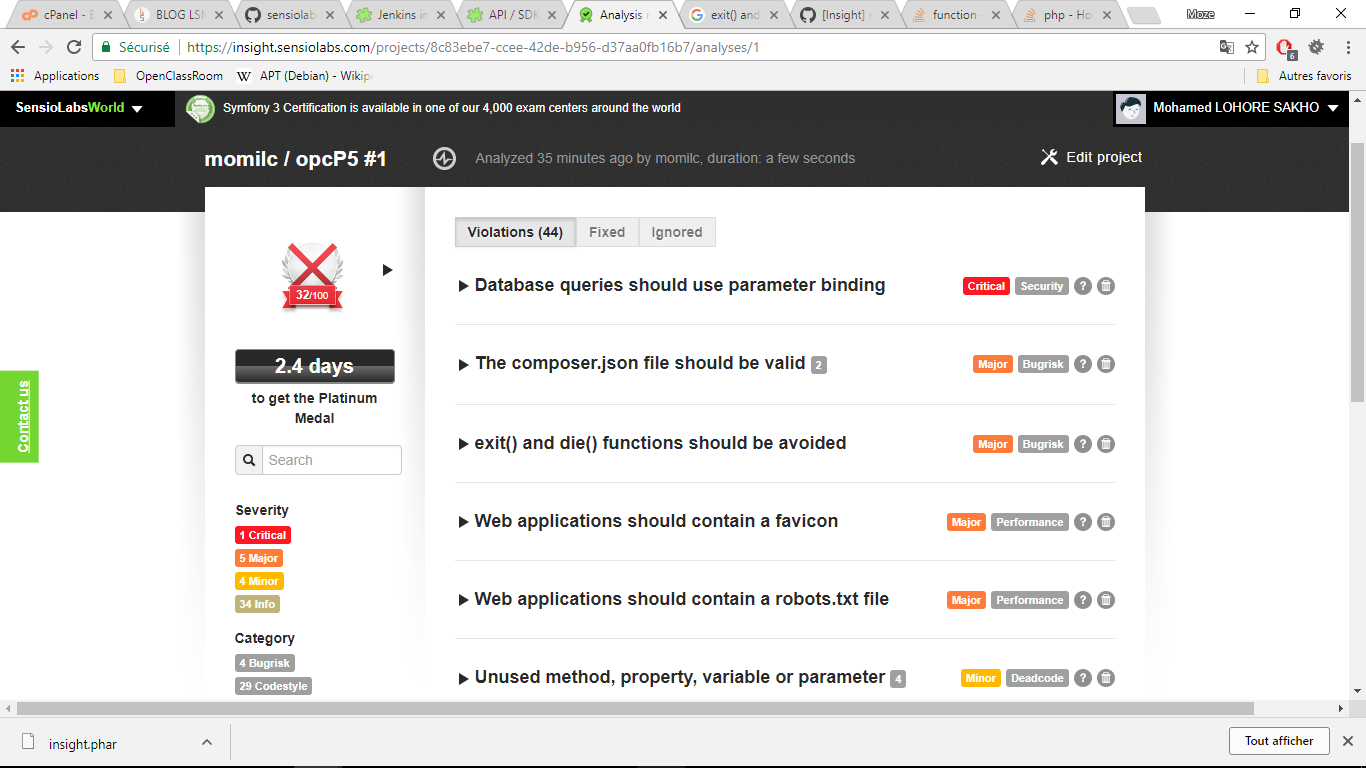 cPanel - E
BLOG LSM
sensiolab
Jenkins in
API / SDK
Analysis r
exit() and
[Insight] e
function -
php - Ho
Moze
Sécurisé
https://insight.sensiolabs.com/projects/8c83ebe7-ccee-42de-b956-d37aa0fb16b7/analyses/1
6
Applications
OpenClassRoom
W
APT (Debian) - Wikip
Autres favoris
SensioLabsWorld
Symfony 3 Certification is available in one of our 4,000 exam centers around the world
Mohamed LOHORE SAKHO
momilc / opcP5 #1
Analyzed 35 minutes ago by momilc, duration: a few seconds
Edit project
32/100
2.4 days
to get the Platinum
Medal
Search
Severity
1 Critical
5 Major
4 Minor
34 Info
Category
4 Bugrisk
29 Codestyle
Contact us
Violations (44)
Fixed
Ignored
Database queries should use parameter binding
Critical
Security
?
The composer.json file should be valid 2
Major
Bugrisk
?
exit() and die() functions should be avoided
Major
Bugrisk
?
Web applications should contain a favicon
Major
Performance
?
Web applications should contain a robots.txt file
Major
Performance
?
Unused method, property, variable or parameter 4
Minor
Deadcode
?
insight.phar
Tout afficher